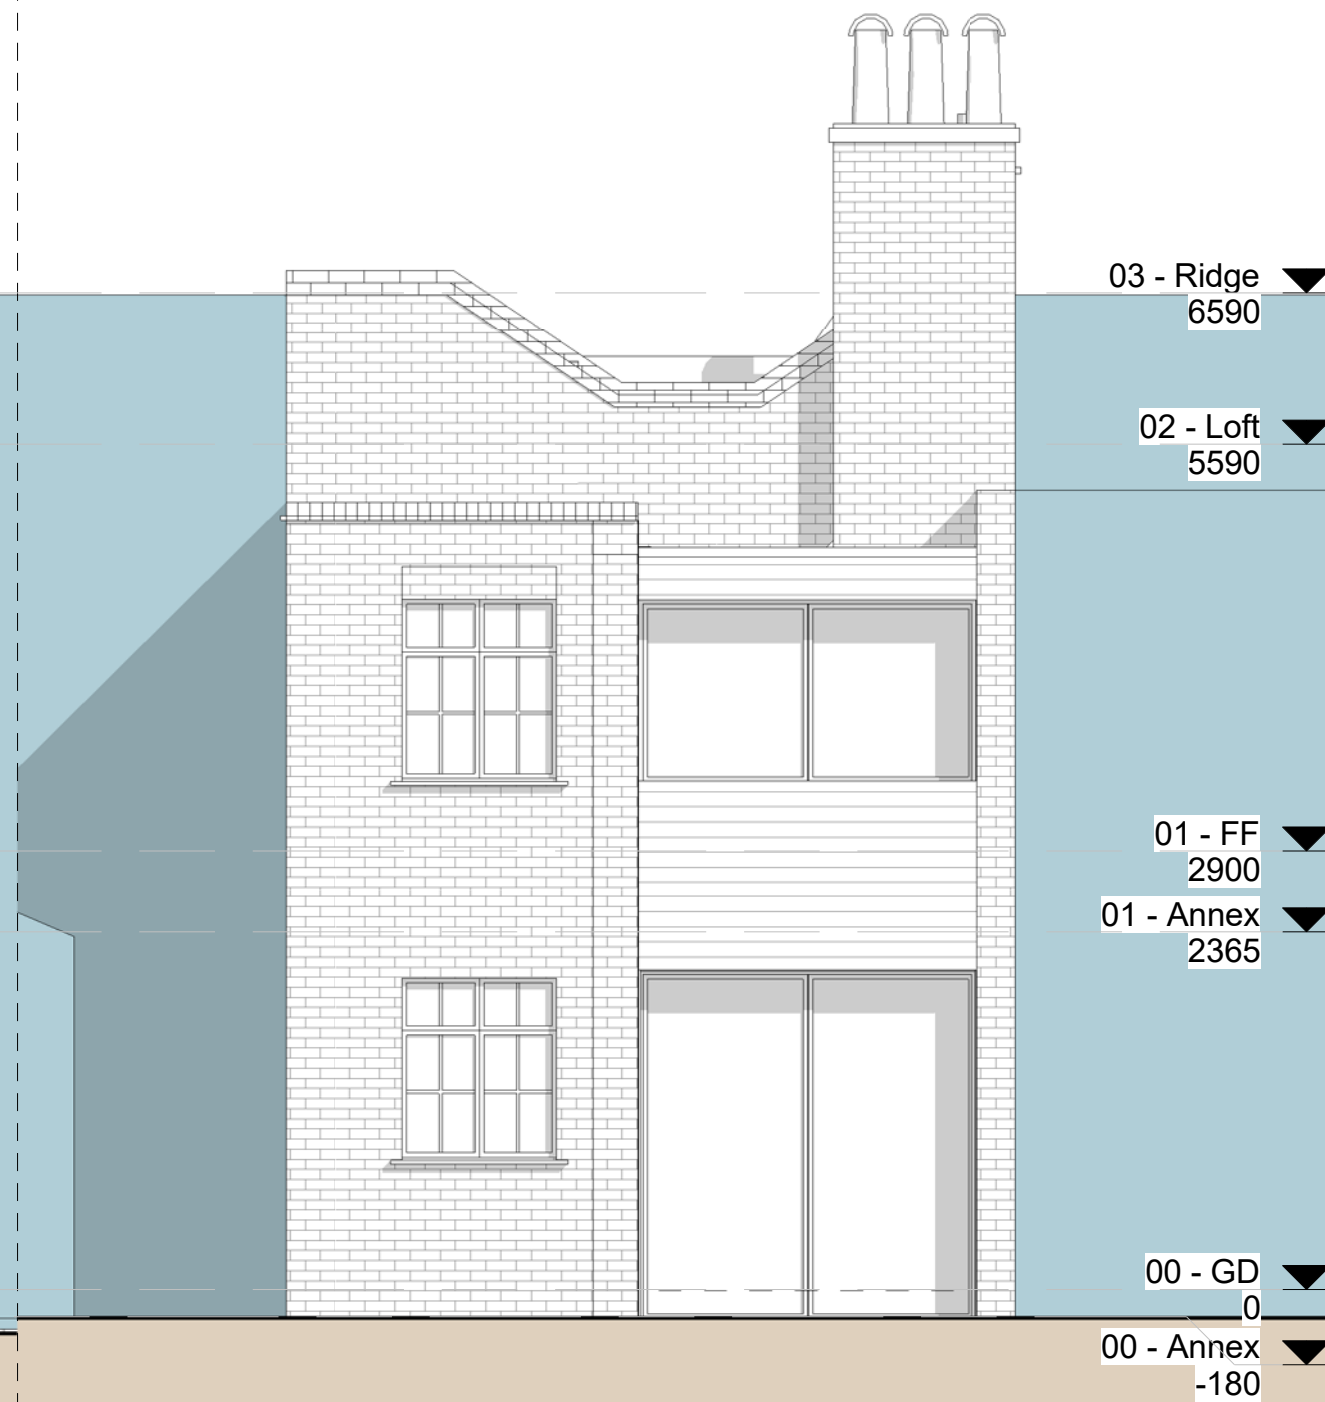 03 - Ridge
6590
02 - Loft
5590
01 - FF
2900
01 - Annex
2365
00 - GD
0
00 - Annex
-180